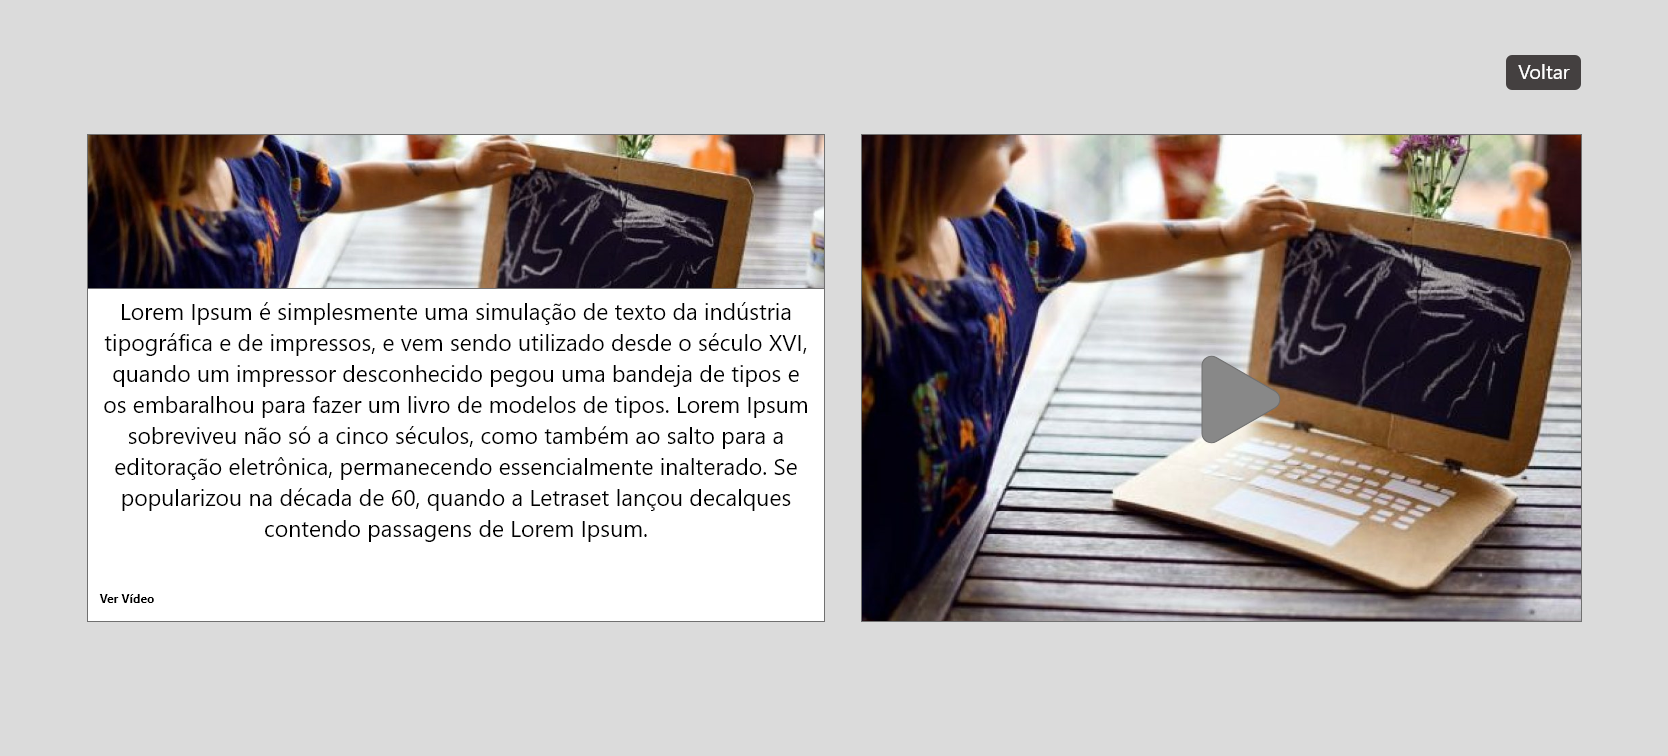 Voltar
Lorem Ipsum é simplesmente uma simulação de texto da indústria
tipográfica e de impressos, e vem sendo utilizado desde o século XVI,
quando um impressor desconhecido pegou uma bandeja de tipos e
os embaralhou para fazer um livro de modelos de tipos. Lorem Ipsum
sobreviveu não só a cinco séculos, como também ao salto para a
editoração eletrônica, permanecendo essencialmente inalterado. Se
popularizou na década de 60, quando a Letraset lançou decalques
contendo passagens de Lorem Ipsum.
Ver Vídeo